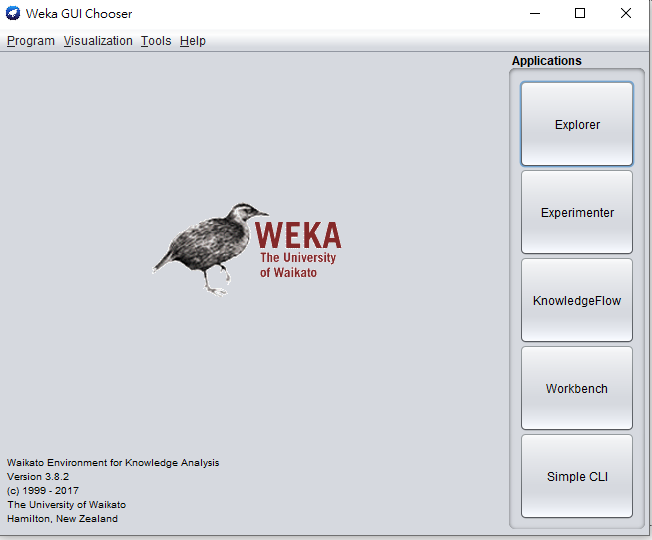 Weka GUI Chooser
Program Visualization Tools Help
Applications
Explorer
Experimenter
KnowledgeFlow
Workbench
Simple CLI
WEKA
The University
of Waikato
Waikato Environment for Knowledge Analysis
Version 3.8.2
(c) 1999 - 2017
The University of Waikato
Hamilton, New Zealand